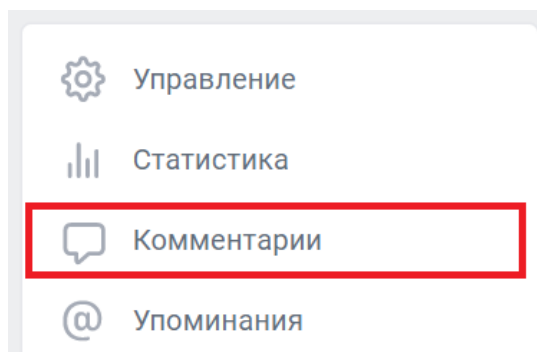 Управление
Статистика
Комментарии
Упоминания